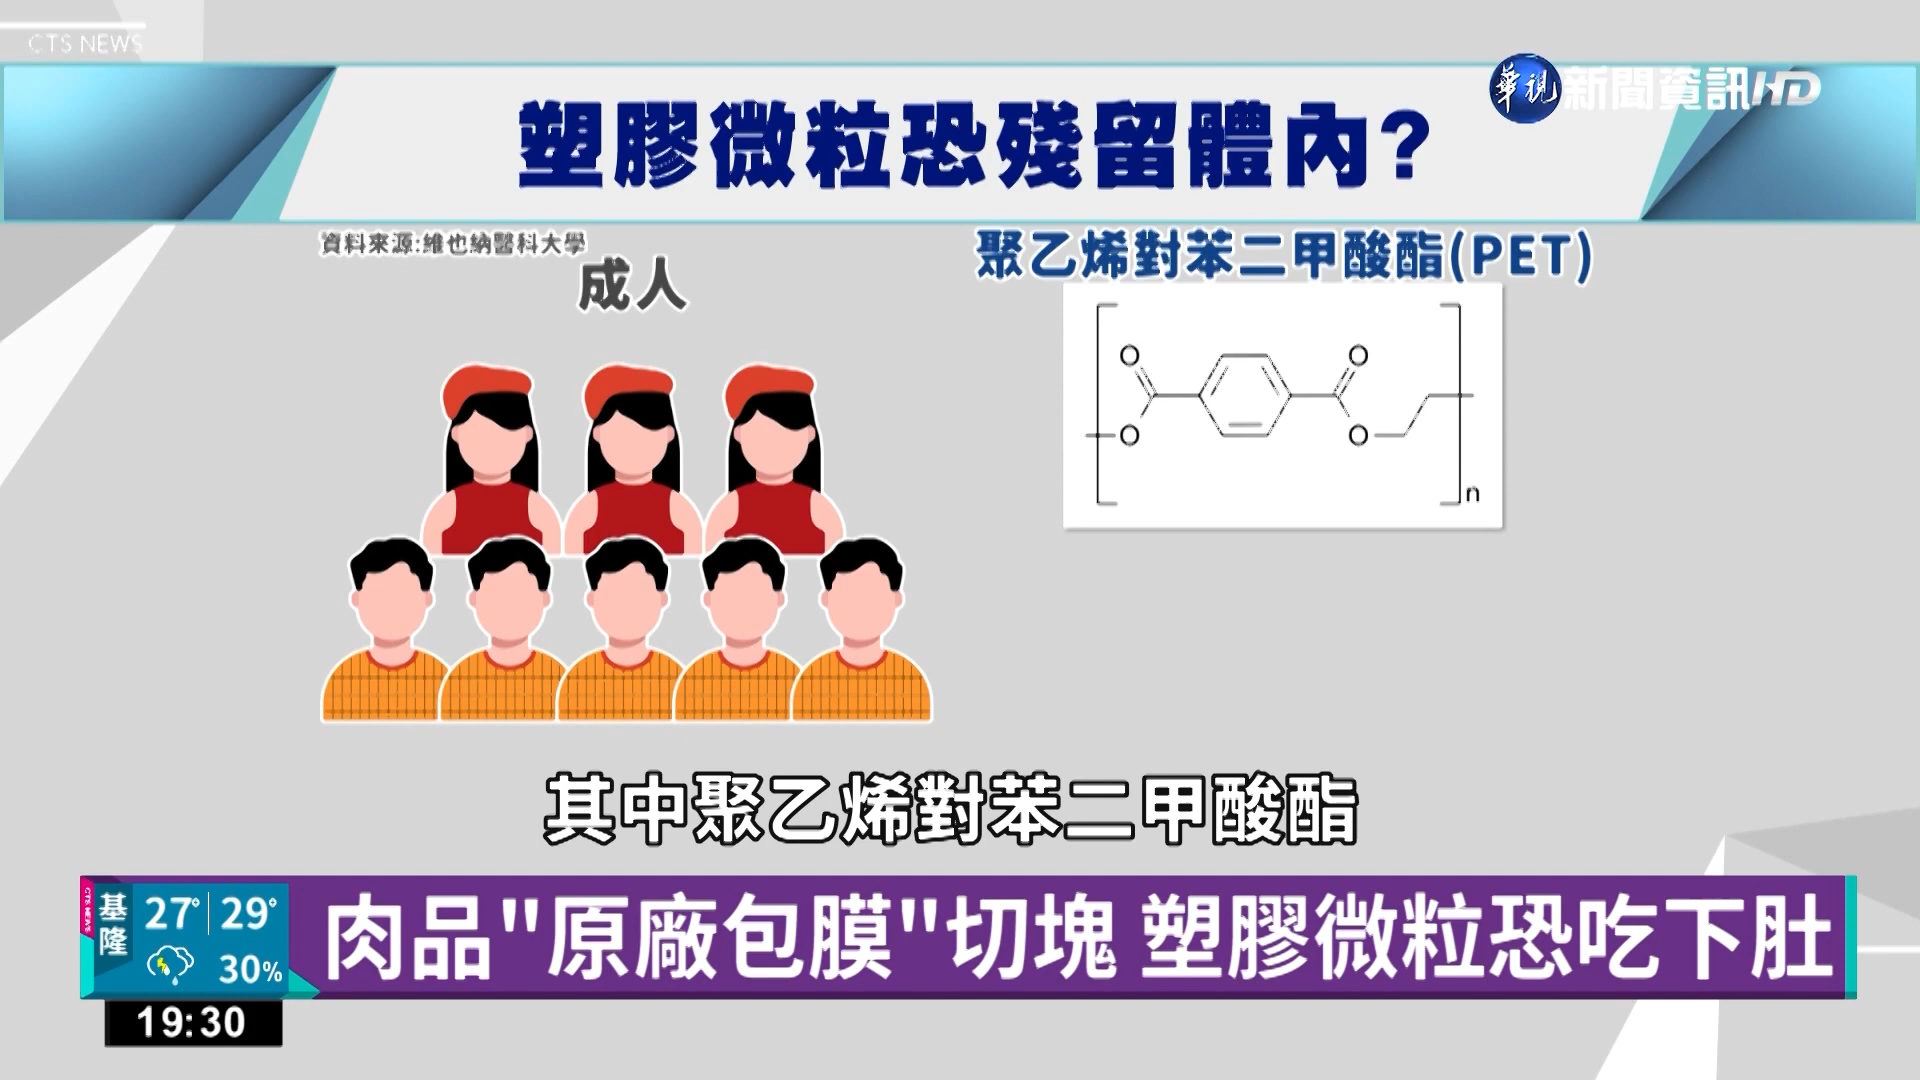 CTS NEWS
華視 新聞資訊HD
塑膠微粒恐殘留體內?
資料來源:維也納醫科大學
成人
聚乙烯對苯二甲酸酯(PET)
O O
O O
n
其中聚乙烯對苯二甲酸酯
CTS NEWS
基隆 27° 29°
30%
肉品"原廠包膜"切塊 塑膠微粒恐吃下肚
19:30